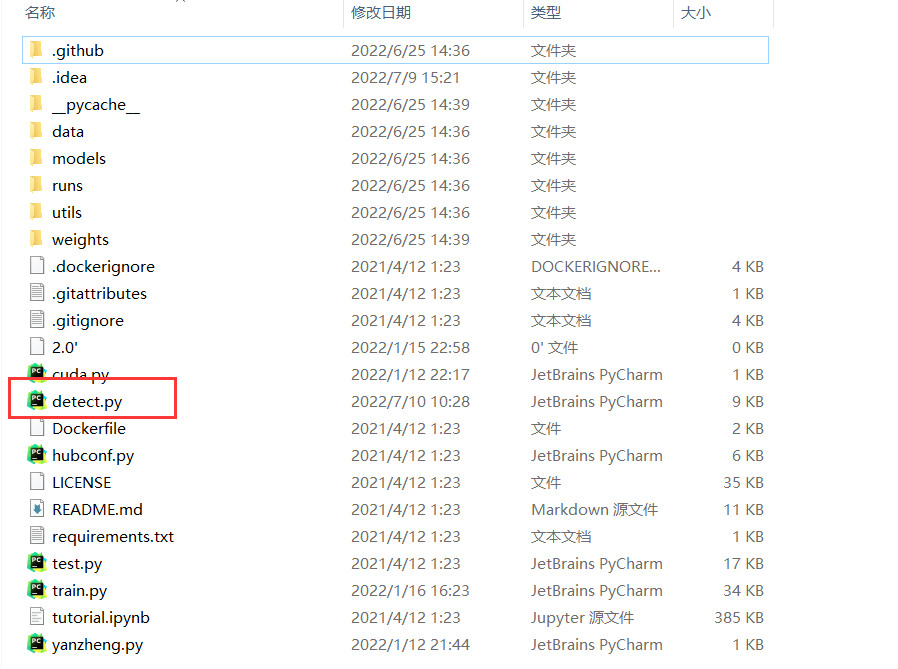 名称 修改日期 类型 大小
.github 2022/6/25 14:36 文件夹
.idea 2022/7/9 15:21 文件夹
__pycache__ 2022/6/25 14:39 文件夹
data 2022/6/25 14:36 文件夹
models 2022/6/25 14:36 文件夹
runs 2022/6/25 14:36 文件夹
utils 2022/6/25 14:36 文件夹
weights 2022/6/25 14:39 文件夹
.dockerignore 2021/4/12 1:23 DOCKERIGNORE... 4 KB
.gitattributes 2021/4/12 1:23 文本文档 1 KB
.gitignore 2021/4/12 1:23 文本文档 4 KB
2.0' 2022/1/15 22:58 0' 文件 0 KB
cuda.py 2022/1/12 22:17 JetBrains PyCharm 1 KB
detect.py 2022/7/10 10:28 JetBrains PyCharm 9 KB
Dockerfile 2021/4/12 1:23 文件 2 KB
hubconf.py 2021/4/12 1:23 JetBrains PyCharm 6 KB
LICENSE 2021/4/12 1:23 文件 35 KB
README.md 2021/4/12 1:23 Markdown 源文件 11 KB
requirements.txt 2021/4/12 1:23 文本文档 1 KB
test.py 2021/4/12 1:23 JetBrains PyCharm 17 KB
train.py 2022/1/16 16:23 JetBrains PyCharm 34 KB
tutorial.ipynb 2021/4/12 1:23 Jupyter 源文件 385 KB
yanzheng.py 2022/1/12 21:44 JetBrains PyCharm 1 KB